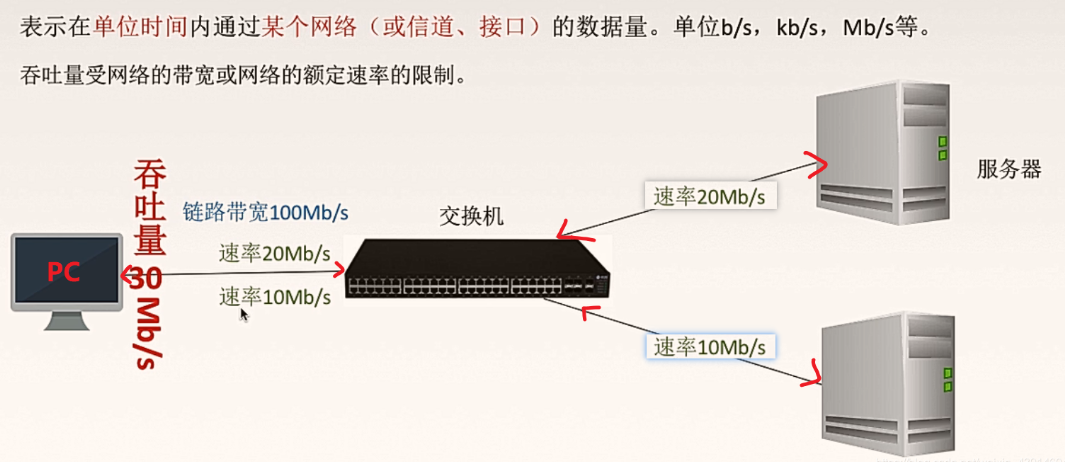 表示在单位时间内通过某个网络（或信道、接口）的数据量。单位b/s，kb/s，Mb/s等。
吞吐量受网络的带宽或网络的额定速率的限制。
吞吐量30Mb/s
链路带宽100Mb/s
速率20Mb/s
速率10Mb/s
PC
交换机
速率20Mb/s
服务器
速率10Mb/s